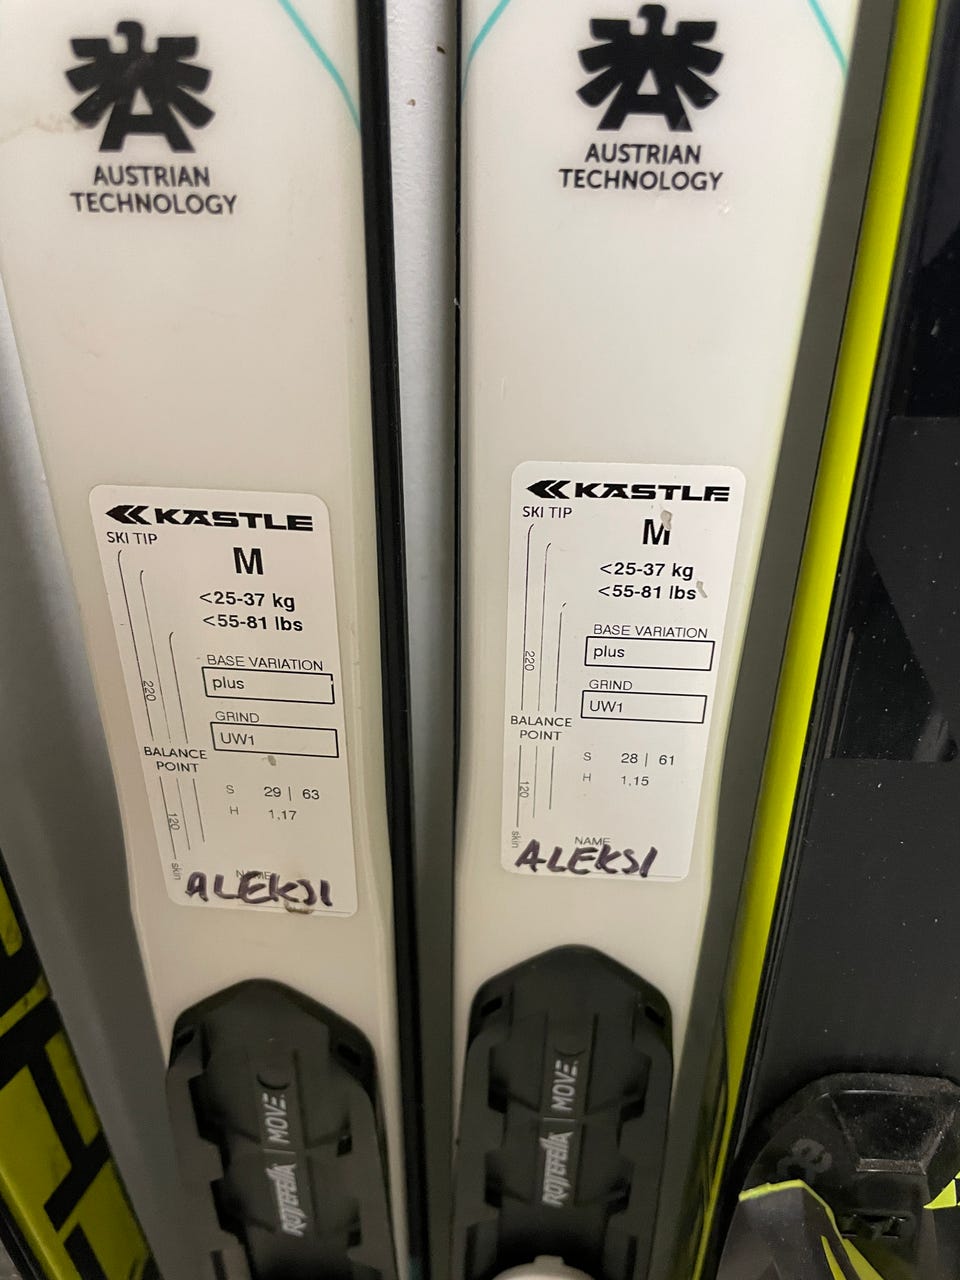 AUSTRIAN
TECHNOLOGY
KÄSTLE
SKI TIP
M
<25-37 kg
<55-81 lbs
BASE VARIATION
plus
GRIND
UW1
220
BALANCE
POINT
S 29 | 63
H 1,17
120
skin
NAME
ALEKSI
ROTTEFELLA | MOVE
AUSTRIAN
TECHNOLOGY
KÄSTLE
SKI TIP
M
<25-37 kg
<55-81 lbs
BASE VARIATION
plus
220
GRIND
UW1
BALANCE
POINT
S 28 | 61
H 1,15
120
skin
NAME
ALEKSI
ROTTEFELLA | MOVE